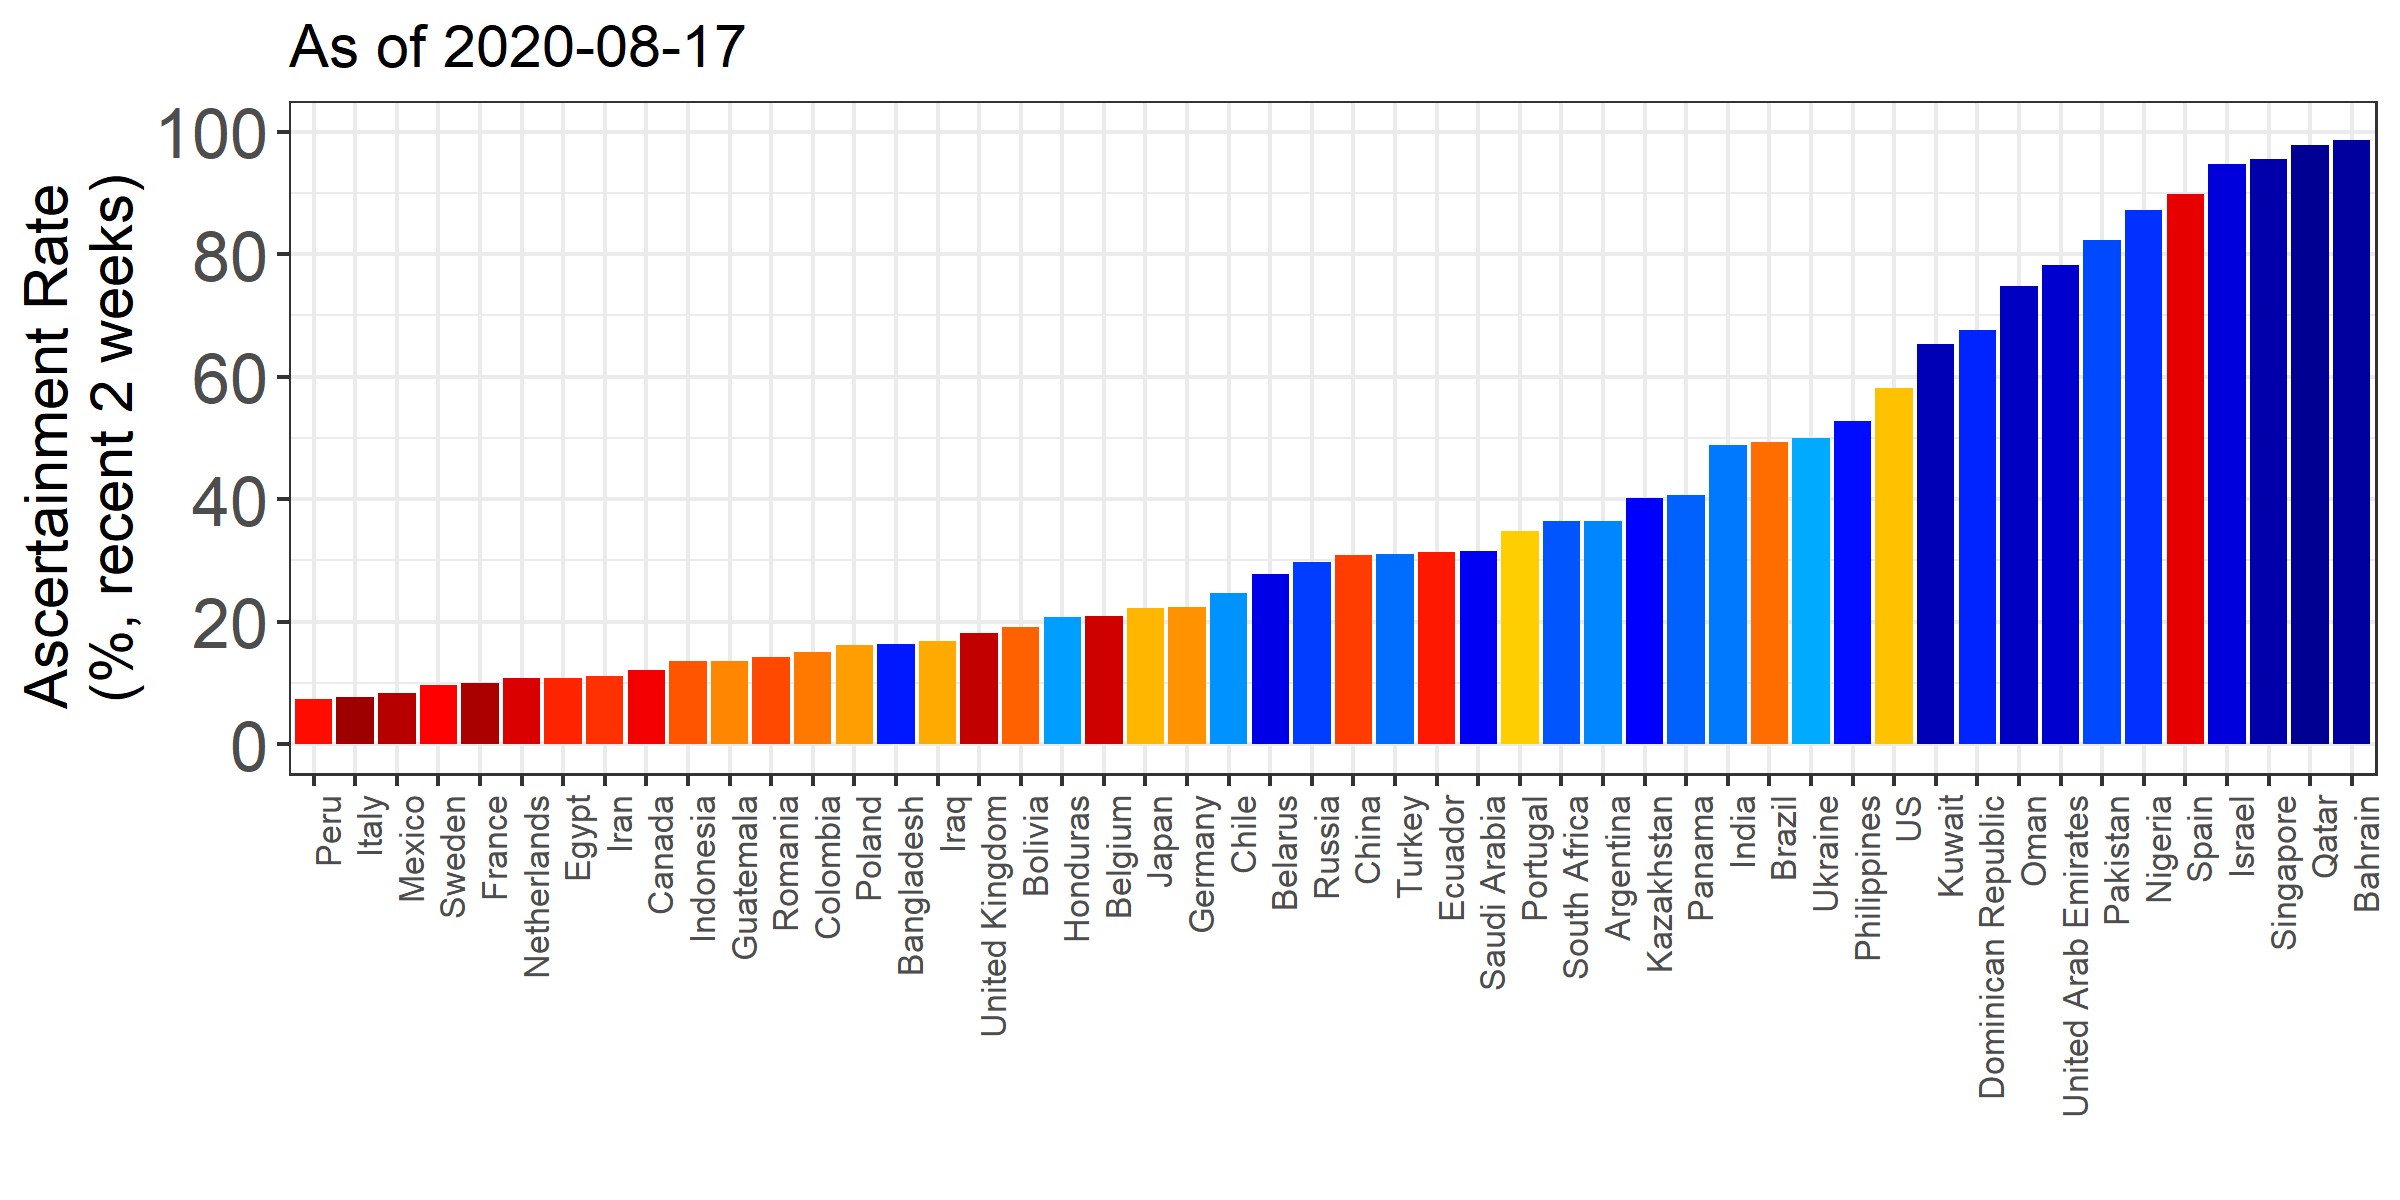 As of 2020-08-17
Ascertainment Rate
(%, recent 2 weeks)
100
80
60
40
20
0
Peru
Italy
Mexico
Sweden
France
Netherlands
Egypt
Iran
Canada
Indonesia
Guatemala
Romania
Colombia
Poland
Bangladesh
Iraq
United Kingdom
Bolivia
Honduras
Belgium
Japan
Germany
Chile
Belarus
Russia
China
Turkey
Ecuador
Saudi Arabia
Portugal
South Africa
Argentina
Kazakhstan
Panama
India
Brazil
Ukraine
Philippines
US
Kuwait
Dominican Republic
Oman
United Arab Emirates
Pakistan
Nigeria
Spain
Israel
Singapore
Qatar
Bahrain